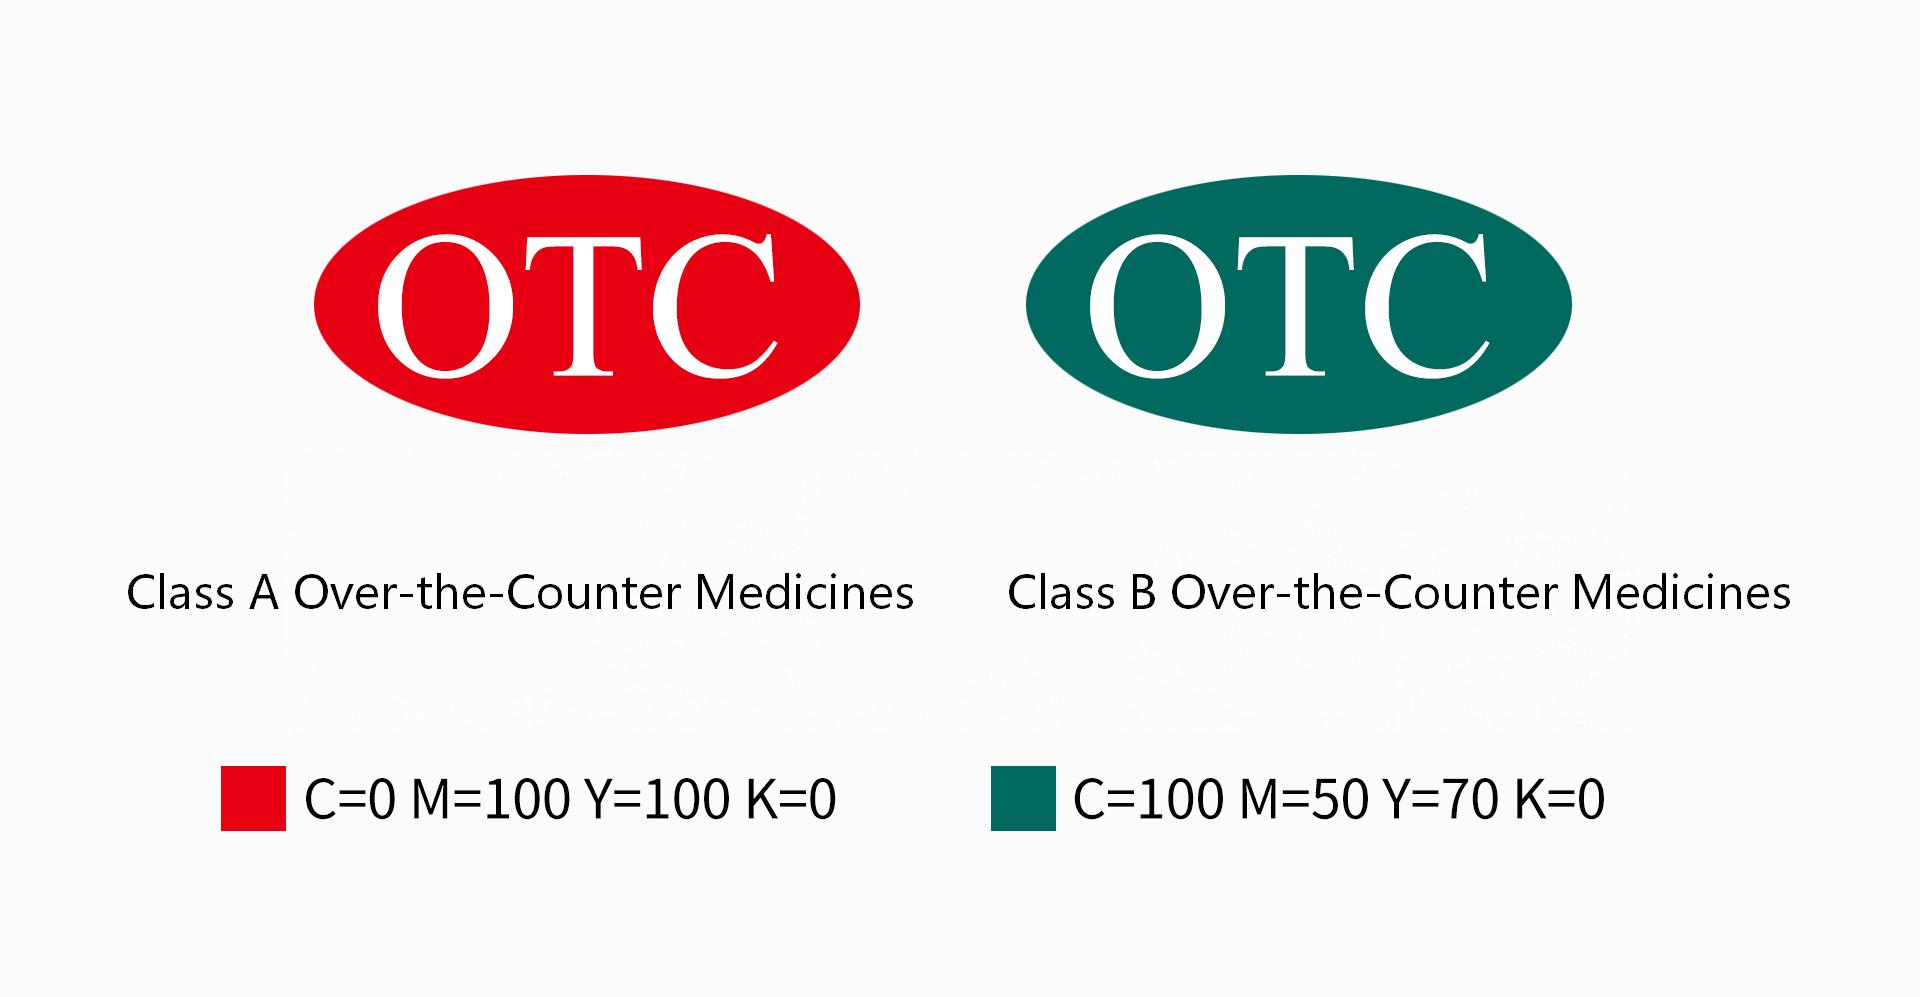 OTC
OTC
Class A Over-the-Counter Medicines
Class B Over-the-Counter Medicines
C=0 M=100 Y=100 K=0
C=100 M=50 Y=70 K=0